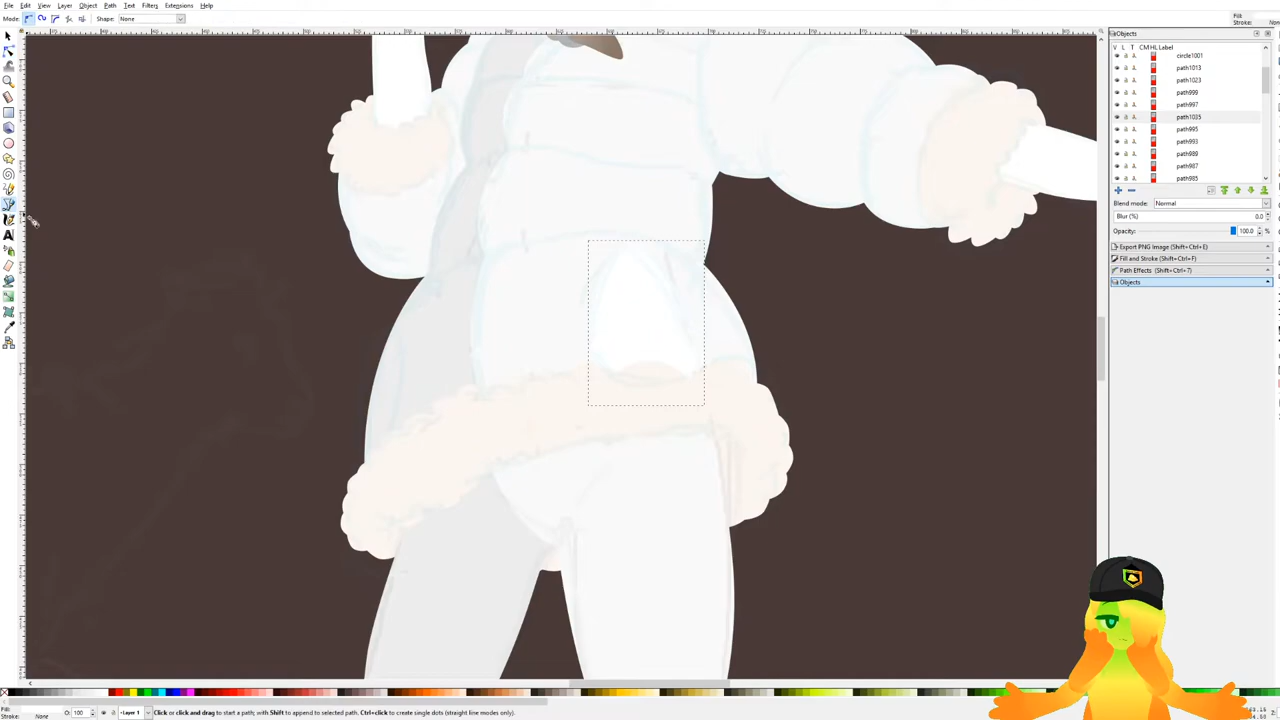 File Edit View Layer Object Path Text Filters Extensions Help
Mode: Shape: None
Fill:
Stroke:
Objects
V L T CM HL Label
circle1001
path1013
path1023
path999
path997
path1035
path995
path993
path989
path987
path985
Blend mode: Normal
Blur (%) 0.0
Opacity: 100.0 %
Export PNG Image (Shift+Ctrl+E)
Fill and Stroke (Shift+Ctrl+F)
Path Effects (Shift+Ctrl+7)
Objects
Fill:
Stroke: None
O: 100
Layer 1
Click or click and drag to start a path; with Shift to append to selected path. Ctrl+click to create single dots (straight line modes only).